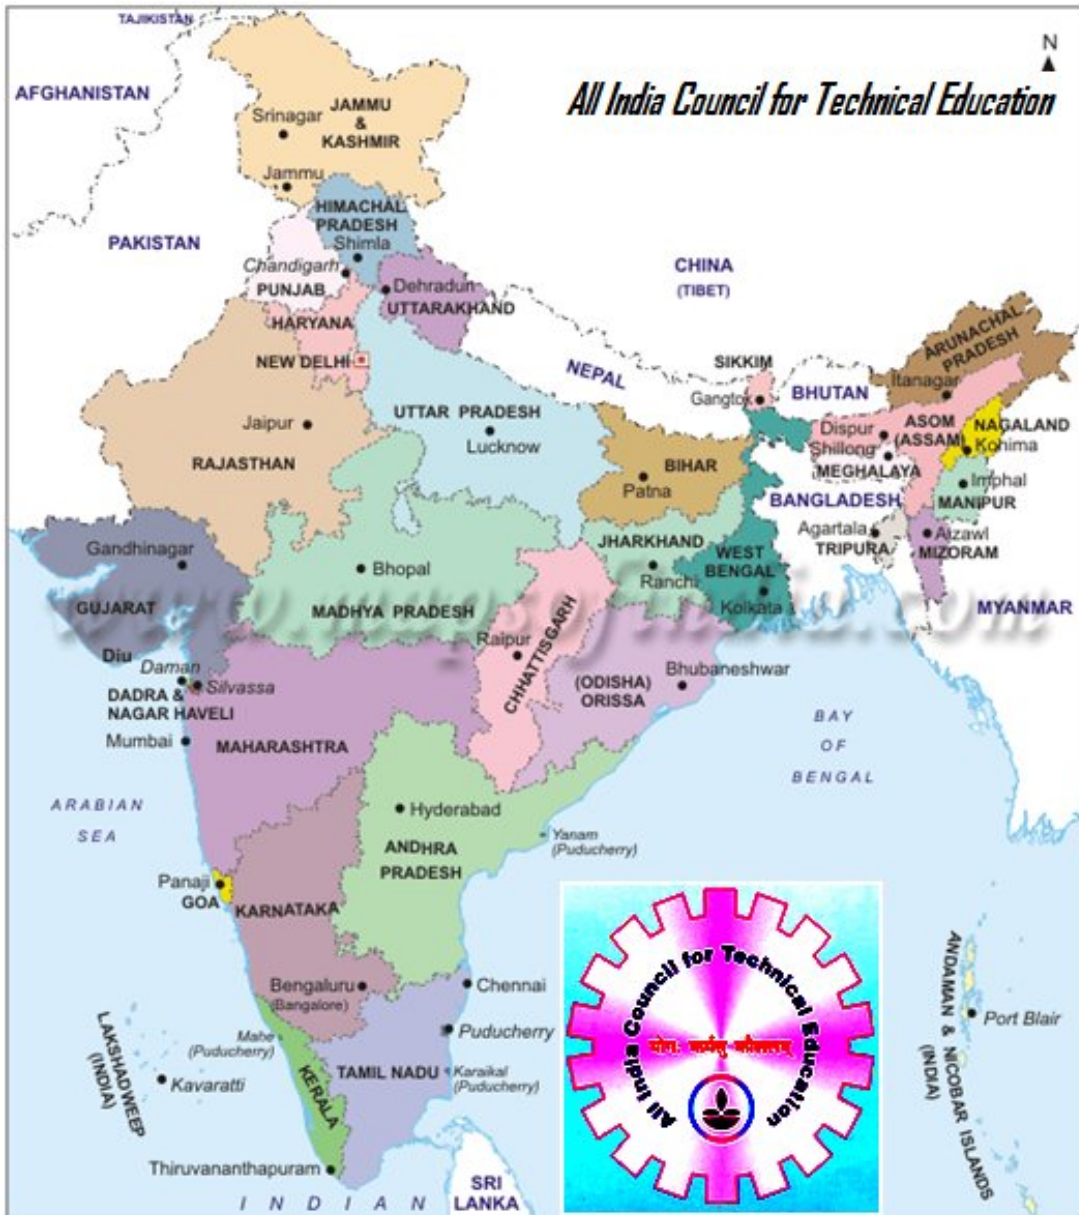 TAJIKISTAN
N
AFGHANISTAN
All India Council for Technical Education
JAMMU
&
KASHMIR
Srinagar
Jammu
HIMACHAL
PRADESH
Shimla
PAKISTAN
Chandigarh
PUNJAB
Dehradun
UTTARAKHAND
CHINA
(TIBET)
HARYANA
NEW DELHI
NEPAL
SIKKIM
Gangtok
BHUTAN
ARUNACHAL
PRADESH
Itanagar
UTTAR PRADESH
Lucknow
Jaipur
RAJASTHAN
BIHAR
Patna
Dispur
ASOM
(ASSAM)
Shillong
MEGHALAYA
NAGALAND
Kohima
Imphal
MANIPUR
BANGLADESH
Agartala
TRIPURA
Aizawl
MIZORAM
MYANMAR
Gandhinagar
GUJARAT
Bhopal
MADHYA PRADESH
JHARKHAND
Ranchi
WEST
BENGAL
Kolkata
www.mapsofindia.com
Diu
Daman
Silvassa
DADRA &
NAGAR HAVELI
Mumbai
MAHARASHTRA
Raipur
CHHATTISGARH
(ODISHA)
ORISSA
Bhubaneshwar
BAY
OF
BENGAL
ARABIAN
SEA
Hyderabad
ANDHRA
PRADESH
Yanam
(Puducherry)
Panaji
GOA
KARNATAKA
Bengaluru
(Bangalore)
Chennai
Puducherry
Mahe
(Puducherry)
KERALA
TAMIL NADU
Karaikal
(Puducherry)
LAKSHADWEEP
(INDIA)
Kavaratti
Thiruvananthapuram
All India Council for Technical Education
योगः कर्मसु कौशलम्
ANDAMAN & NICOBAR ISLANDS
(INDIA)
Port Blair
SRI
LANKA
INDIAN